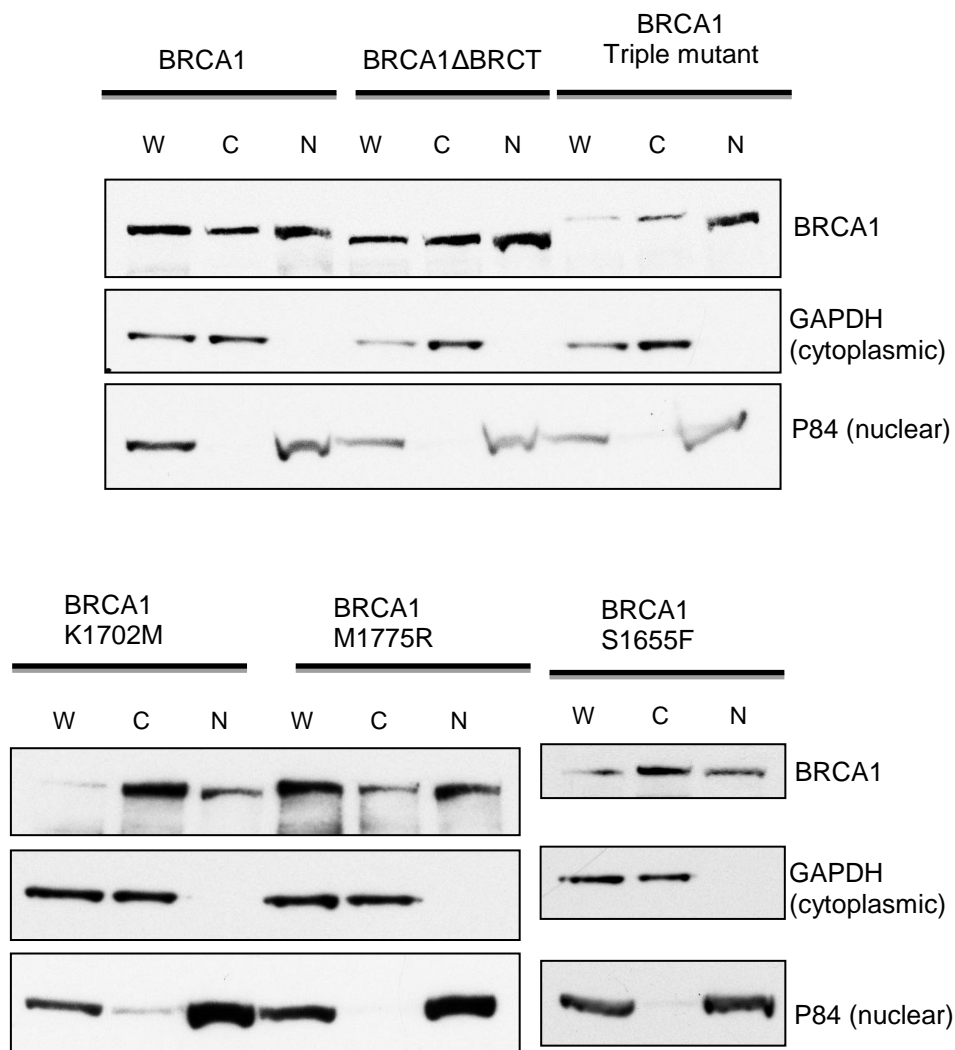 BRCA1 BRCA1ΔBRCT BRCA1
Triple mutant
W C N W C N W C N
BRCA1
GAPDH
(cytoplasmic)
P84 (nuclear)
BRCA1 BRCA1 BRCA1
K1702M M1775R S1655F
W C N W C N W C N
BRCA1
GAPDH
(cytoplasmic)
P84 (nuclear)